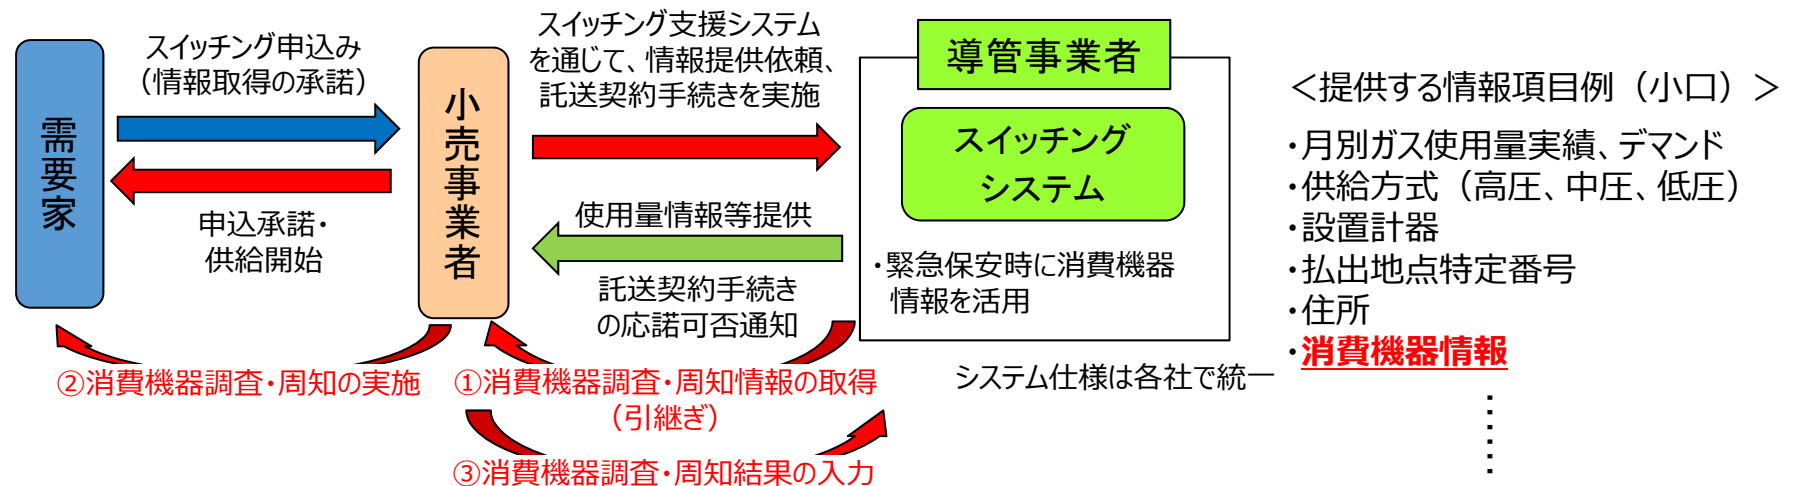 需要家
スイッチング申込み
（情報取得の承諾）
申込承諾・
供給開始
小売事業者
スイッチング支援システム
を通じて、情報提供依頼、
託送契約手続きを実施
使用量情報等提供
託送契約手続き
の応諾可否通知
導管事業者
スイッチング
システム
・緊急保安時に消費機器
情報を活用
システム仕様は各社で統一
②消費機器調査・周知の実施
①消費機器調査・周知情報の取得
（引継ぎ）
③消費機器調査・周知結果の入力
＜提供する情報項目例（小口）＞
・月別ガス使用量実績、デマンド
・供給方式（高圧、中圧、低圧）
・設置計器
・払出地点特定番号
・住所
・消費機器情報
・・・・・・